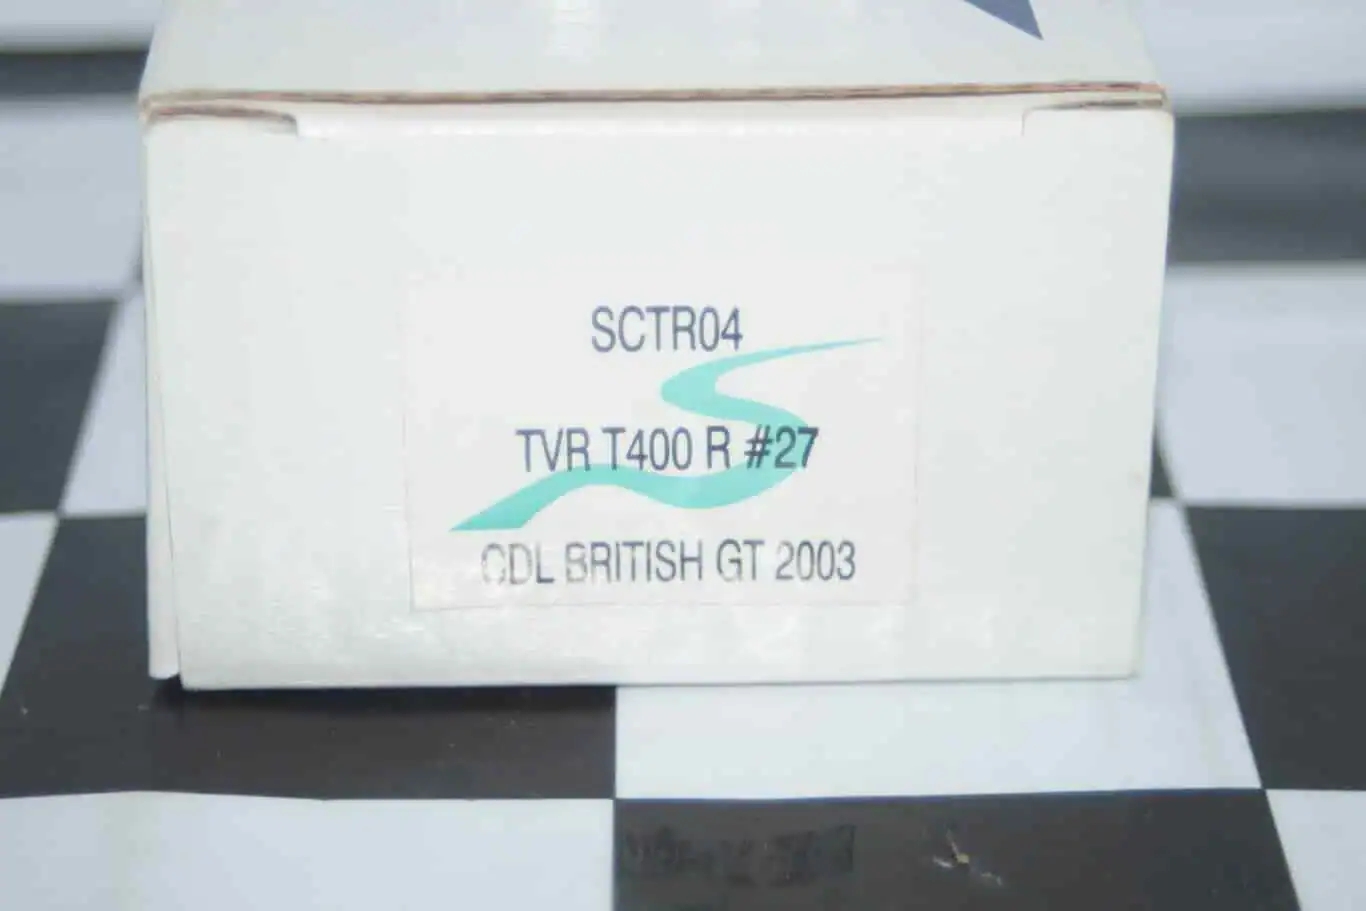 SCTR04
TVR T400 R #27
CDL BRITISH GT 2003